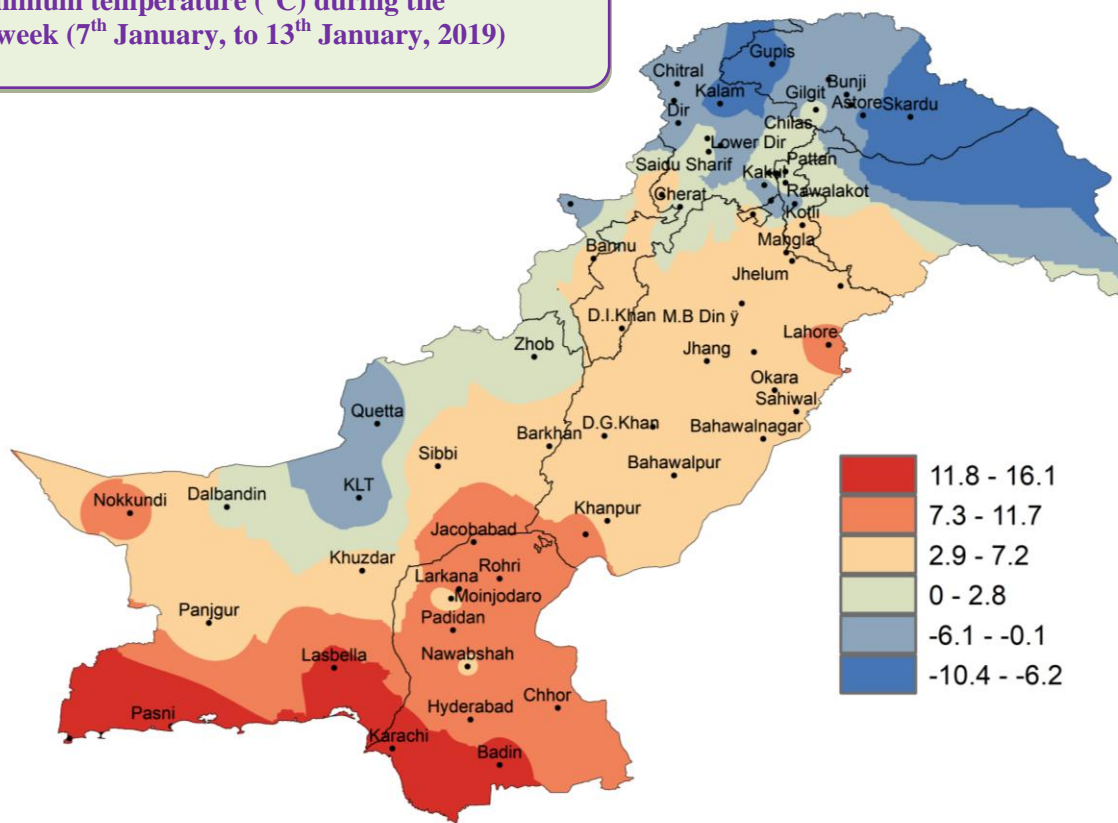 nimum temperature (°C) during the
week (7th January, to 13th January, 2019)
Gupis
Chitral
Bunji
Kalam
Gilgit
Astore
Skardu
Dir
Chilas
Lower Dir
Pattan
Saidu Sharif
Kakul
Rawalakot
Cherat
Kotli
Bannu
Mangla
Jhelum
D.I.Khan
M.B Din ÿ
Lahore
Zhob
Jhang
Okara
Sahiwal
Quetta
D.G.Khan
Bahawalnagar
Barkhan
Sibbi
Bahawalpur
KLT
Nokkundi
Dalbandin
Khanpur
Jacobabad
Khuzdar
Rohri
Larkana
Moinjodaro
Panjgur
Padidan
Lasbella
Nawabshah
Chhor
Pasni
Hyderabad
Karachi
Badin
11.8 - 16.1
7.3 - 11.7
2.9 - 7.2
0 - 2.8
-6.1 - -0.1
-10.4 - -6.2